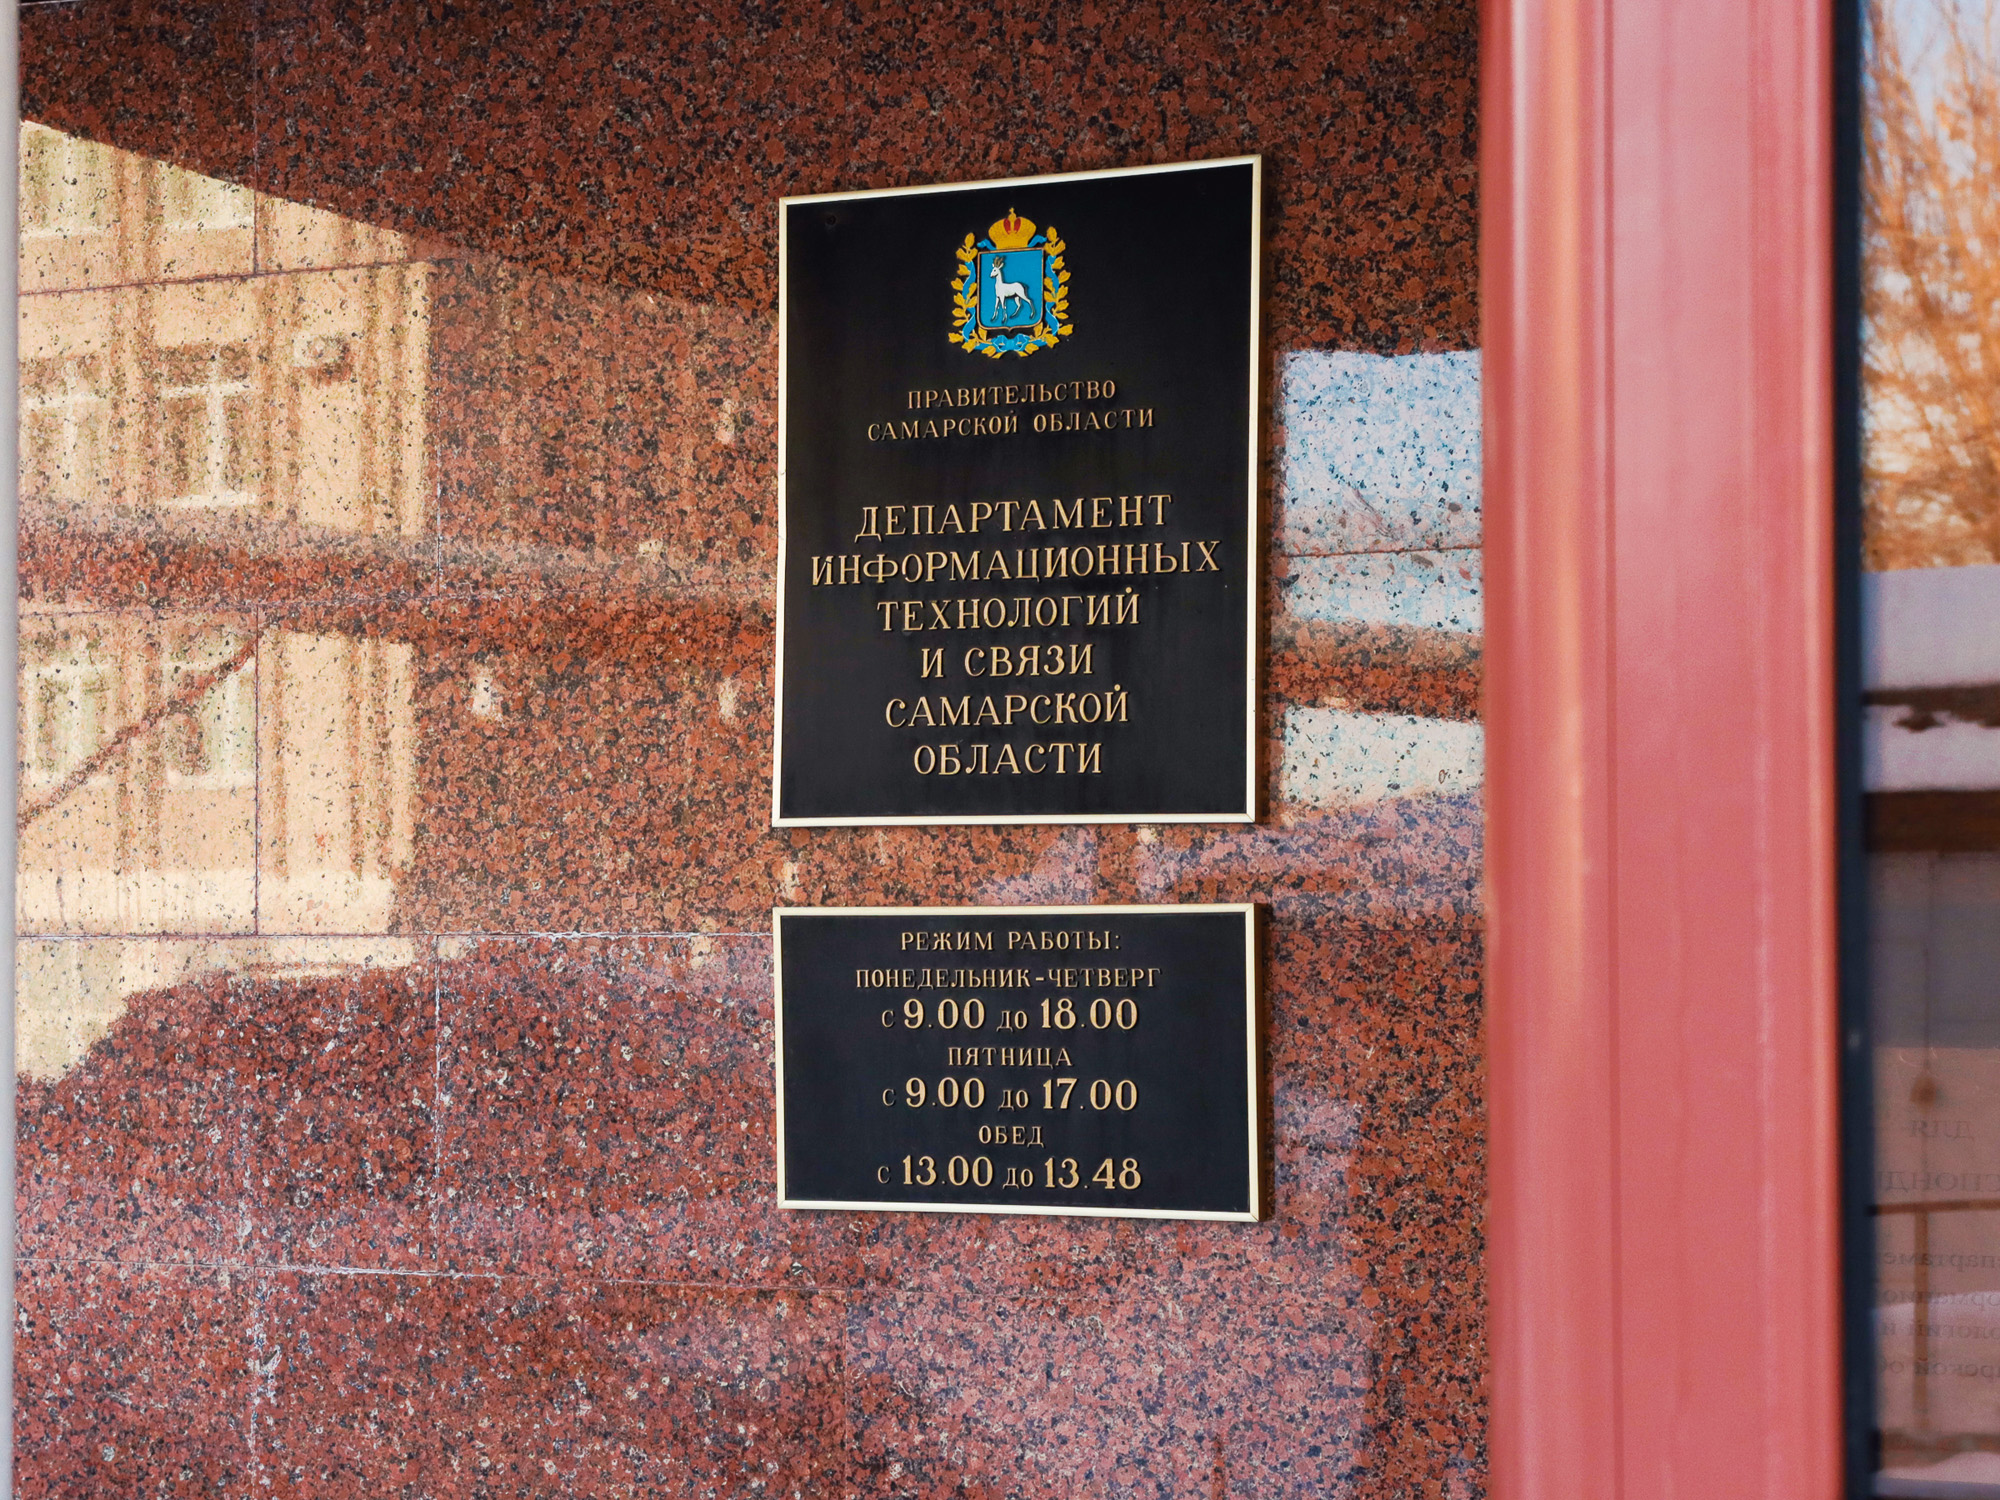 ПРАВИТЕЛЬСТВО
САМАРСКОЙ ОБЛАСТИ
ДЕПАРТАМЕНТ
ИНФОРМАЦИОННЫХ
ТЕХНОЛОГИЙ
И СВЯЗИ
САМАРСКОЙ
ОБЛАСТИ
РЕЖИМ РАБОТЫ:
ПОНЕДЕЛЬНИК-ЧЕТВЕРГ
С 9.00 ДО 18.00
ПЯТНИЦА
С 9.00 ДО 17.00
ОБЕД
С 13.00 ДО 13.48